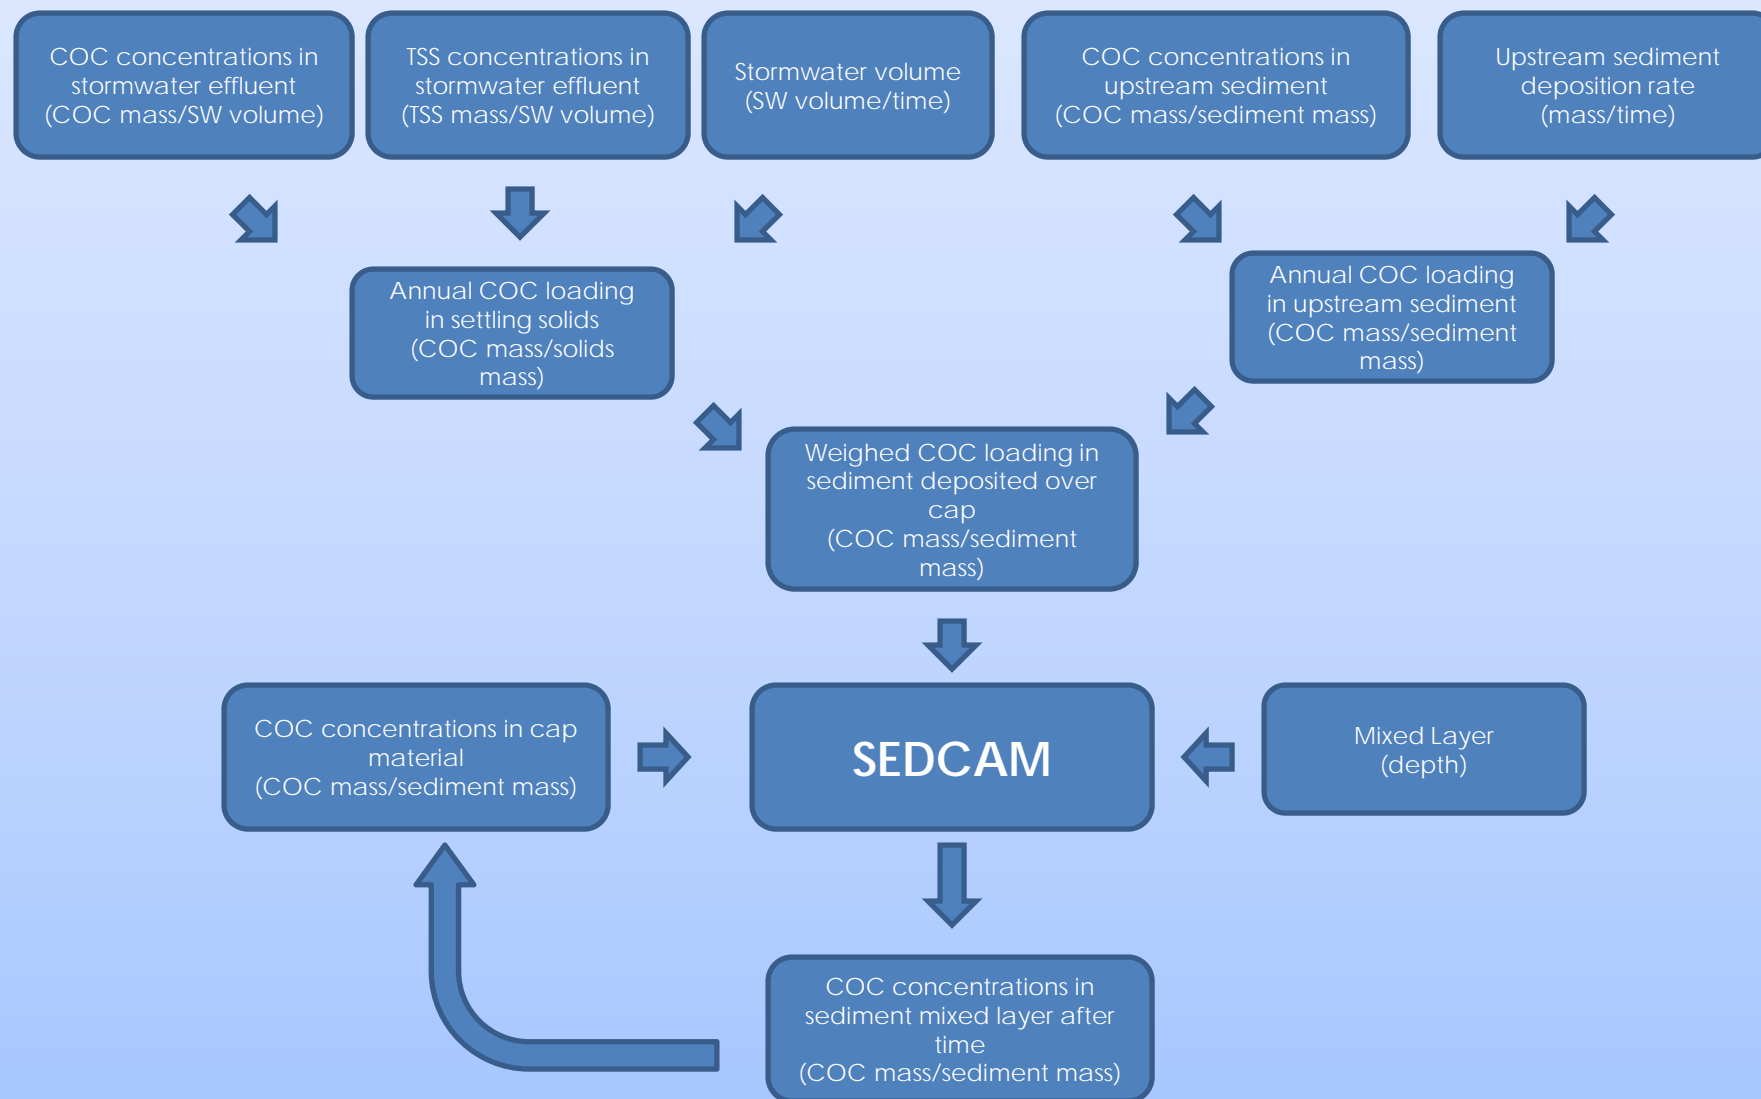 COC concentrations in
stormwater effluent
(COC mass/SW volume)
TSS concentrations in
stormwater effluent
(TSS mass/SW volume)
Stormwater volume
(SW volume/time)
COC concentrations in
upstream sediment
(COC mass/sediment mass)
Upstream sediment
deposition rate
(mass/time)
Annual COC loading
in settling solids
(COC mass/solids
mass)
Annual COC loading
in upstream sediment
(COC mass/sediment
mass)
Weighed COC loading in
sediment deposited over
cap
(COC mass/sediment
mass)
COC concentrations in cap
material
(COC mass/sediment mass)
SEDCAM
Mixed Layer
(depth)
COC concentrations in
sediment mixed layer after
time
(COC mass/sediment mass)